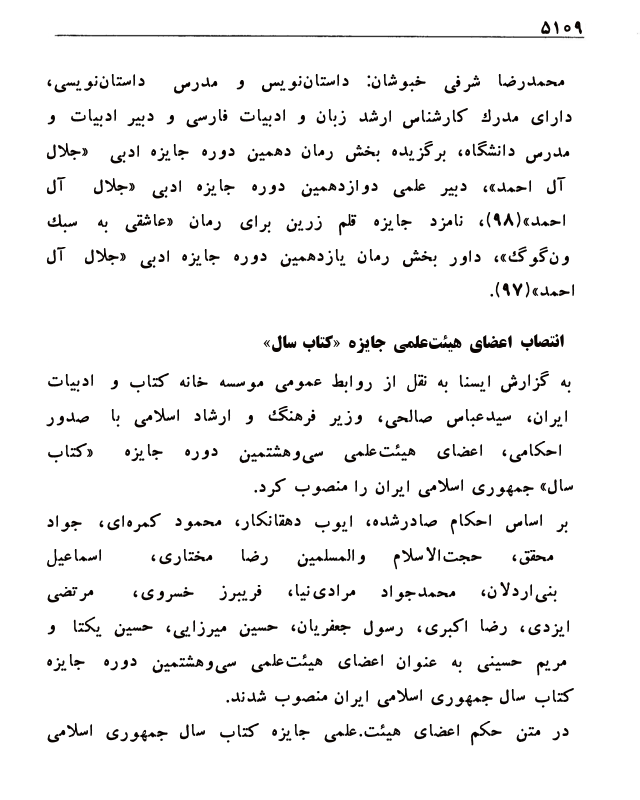 ۵۱۰۹
محمدرضا شرفی خبوشان: داستان‌نویس و مدرس داستان‌نویسی،
دارای مدرك کارشناس ارشد زبان و ادبیات فارسی و دبیر ادبیات و
مدرس دانشگاه، برگزیده بخش رمان دهمین دوره جایزه ادبی «جلال
آل احمد»، دبیر علمی دوازدهمین دوره جایزه ادبی «جلال آل
احمد»(۹۸)، نامزد جایزه قلم زرین برای رمان «عاشقی به سبك
ون‌گوگ»، داور بخش رمان یازدهمین دوره جایزه ادبی «جلال آل
احمد»(۹۷).
انتصاب اعضای هیئت‌علمی جایزه «کتاب سال»
به گزارش ایسنا به نقل از روابط عمومی موسسه خانه کتاب و ادبیات
ایران، سیدعباس صالحی، وزیر فرهنگ و ارشاد اسلامی با صدور
احکامی، اعضای هیئت‌علمی سی‌وهشتمین دوره جایزه «کتاب
سال» جمهوری اسلامی ایران را منصوب کرد.
بر اساس احکام صادرشده، ایوب دهقانکار، محمود کمره‌ای، جواد
محقق، حجت‌الاسلام والمسلمین رضا مختاری، اسماعیل
بنی‌اردلان، محمدجواد مرادی‌نیا، فریبرز خسروی، مرتضی
ایزدی، رضا اکبری، رسول جعفریان، حسین میرزایی، حسین یکتا و
مریم حسینی به عنوان اعضای هیئت‌علمی سی‌وهشتمین دوره جایزه
کتاب سال جمهوری اسلامی ایران منصوب شدند.
در متن حکم اعضای هیئت.علمی جایزه کتاب سال جمهوری اسلامی